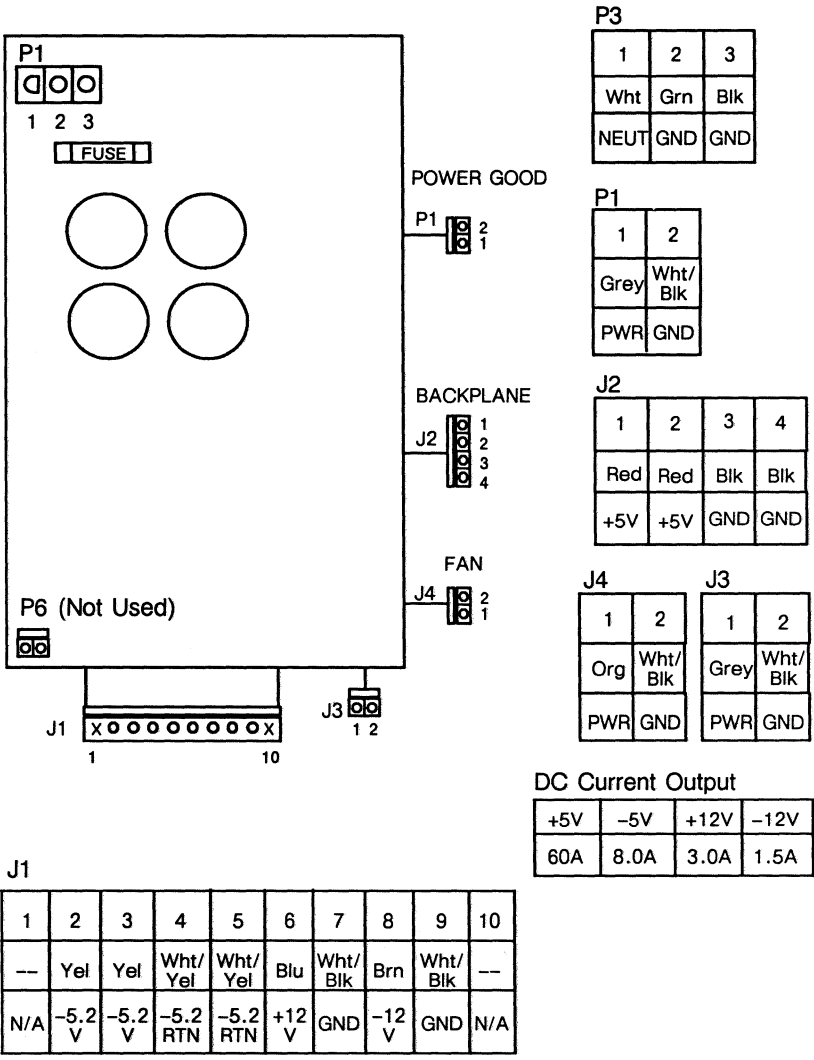 P1
1 2 3
FUSE
POWER GOOD
P1
2
1
BACKPLANE
J2
1
2
3
4
FAN
J4
2
1
P6 (Not Used)
J1
X X
1 10
J3
1 2
P3
1 2 3
Wht Grn Blk
NEUT GND GND
P1
1 2
Grey Wht/
Blk
PWR GND
J2
1 2 3 4
Red Red Blk Blk
+5V +5V GND GND
J4
1 2
Org Wht/
Blk
PWR GND
J3
1 2
Grey Wht/
Blk
PWR GND
DC Current Output
+5V −5V +12V −12V
60A 8.0A 3.0A 1.5A
J1
1 2 3 4 5 6 7 8 9 10
-- Yel Yel Wht/ Wht/ Blu Wht/ Brn Wht/ --
Yel Yel Blk Blk
N/A −5.2 −5.2 −5.2 −5.2 +12 GND −12 GND N/A
V V RTN RTN V V